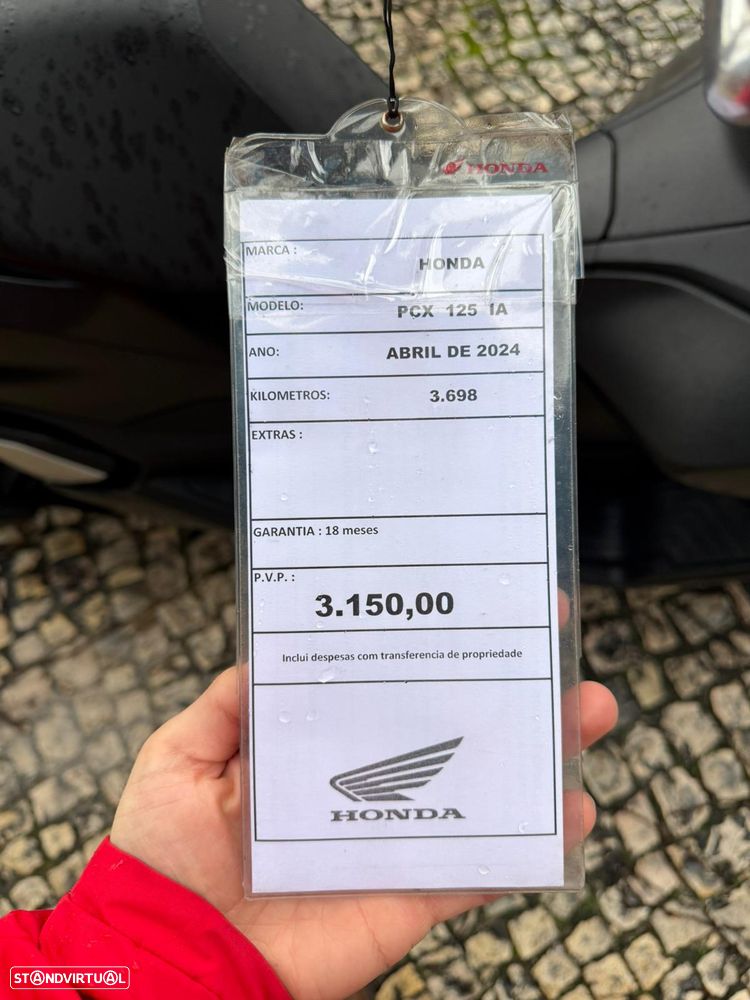 HONDA
MARCA : HONDA
MODELO: PCX 125 IA
ANO: ABRIL DE 2024
KILOMETROS: 3.698
EXTRAS :
GARANTIA : 18 meses
P.V.P. :
3.150,00
Inclui despesas com transferencia de propriedade
HONDA
STANDVIRTUAL